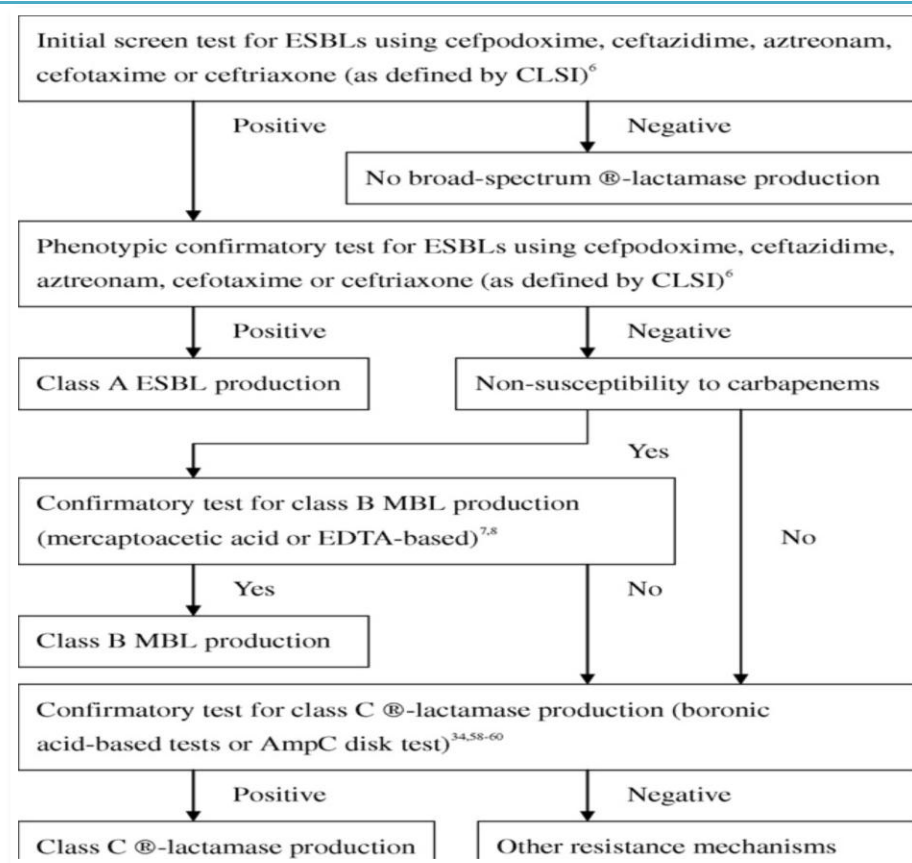 Initial screen test for ESBLs using cefpodoxime, ceftazidime, aztreonam,
cefotaxime or ceftriaxone (as defined by CLSI)⁶
Positive
Negative
No broad-spectrum ®-lactamase production
Phenotypic confirmatory test for ESBLs using cefpodoxime, ceftazidime,
aztreonam, cefotaxime or ceftriaxone (as defined by CLSI)⁶
Positive
Negative
Class A ESBL production
Non-susceptibility to carbapenems
Yes
Confirmatory test for class B MBL production
(mercaptoacetic acid or EDTA-based)⁷,⁸
No
Yes
No
Class B MBL production
Confirmatory test for class C ®-lactamase production (boronic
acid-based tests or AmpC disk test)³⁴,⁵⁸-⁶⁰
Positive
Negative
Class C ®-lactamase production
Other resistance mechanisms